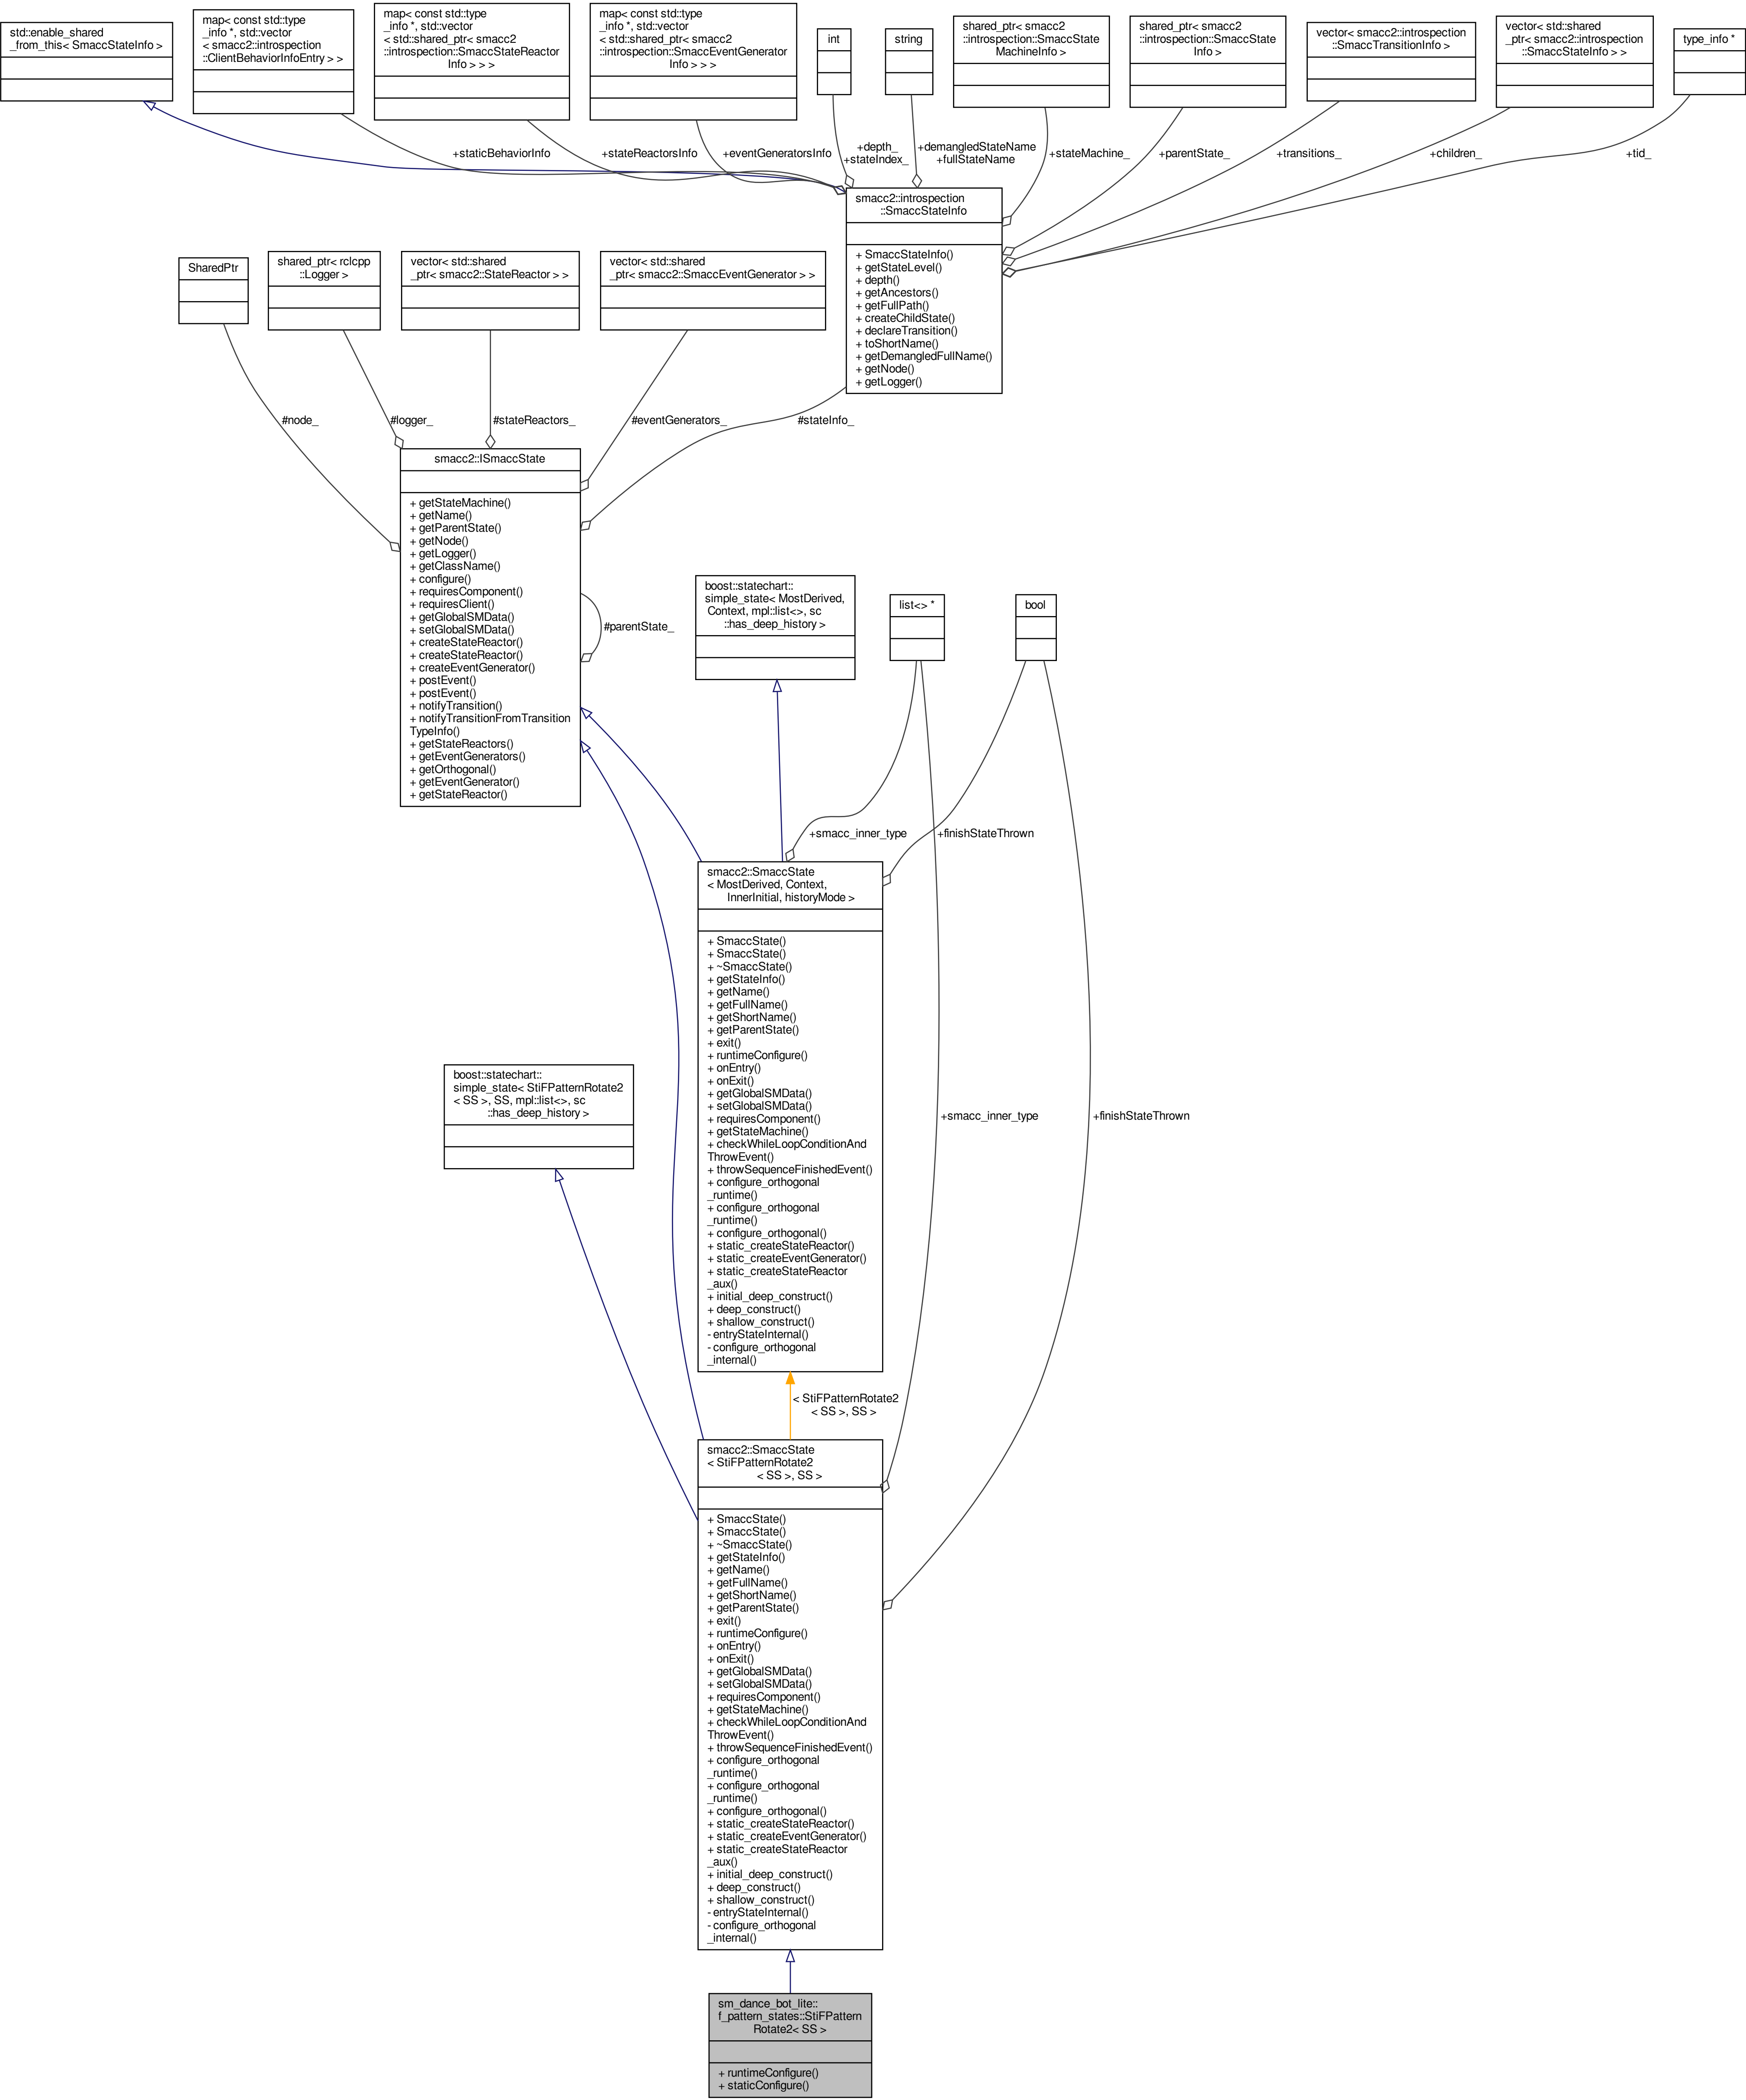 std::enable_shared
_from_this< SmaccStateInfo >
map< const std::type
_info *, std::vector
< smacc2::introspection
::ClientBehaviorInfoEntry > >
map< const std::type
_info *, std::vector
< std::shared_ptr< smacc2
::introspection::SmaccStateReactor
Info > > >
map< const std::type
_info *, std::vector
< std::shared_ptr< smacc2
::introspection::SmaccEventGenerator
Info > > >
int
string
shared_ptr< smacc2
::introspection::SmaccState
MachineInfo >
shared_ptr< smacc2
::introspection::SmaccState
Info >
vector< smacc2::introspection
::SmaccTransitionInfo >
vector< std::shared
_ptr< smacc2::introspection
::SmaccStateInfo > >
type_info *
+staticBehaviorInfo
+stateReactorsInfo
+eventGeneratorsInfo
+depth_
+stateIndex_
+demangledStateName
+fullStateName
+stateMachine_
+parentState_
+transitions_
+children_
+tid_
smacc2::introspection
::SmaccStateInfo
+ SmaccStateInfo()
+ getStateLevel()
+ depth()
+ getAncestors()
+ getFullPath()
+ createChildState()
+ declareTransition()
+ toShortName()
+ getDemangledFullName()
+ getNode()
+ getLogger()
SharedPtr
shared_ptr< rclcpp
::Logger >
vector< std::shared
_ptr< smacc2::StateReactor > >
vector< std::shared
_ptr< smacc2::SmaccEventGenerator > >
#node_
#logger_
#stateReactors_
#eventGenerators_
#stateInfo_
smacc2::ISmaccState
+ getStateMachine()
+ getName()
+ getParentState()
+ getNode()
+ getLogger()
+ getClassName()
+ configure()
+ requiresComponent()
+ requiresClient()
+ getGlobalSMData()
+ setGlobalSMData()
+ createStateReactor()
+ createStateReactor()
+ createEventGenerator()
+ postEvent()
+ postEvent()
+ notifyTransition()
+ notifyTransitionFromTransition
TypeInfo()
+ getStateReactors()
+ getEventGenerators()
+ getOrthogonal()
+ getEventGenerator()
+ getStateReactor()
#parentState_
boost::statechart::
simple_state< MostDerived,
Context, mpl::list<>, sc
::has_deep_history >
list<> *
bool
+smacc_inner_type
+finishStateThrown
smacc2::SmaccState
< MostDerived, Context,
InnerInitial, historyMode >
+ SmaccState()
+ SmaccState()
+ ~SmaccState()
+ getStateInfo()
+ getName()
+ getFullName()
+ getShortName()
+ getParentState()
+ exit()
+ runtimeConfigure()
+ onEntry()
+ onExit()
+ getGlobalSMData()
+ setGlobalSMData()
+ requiresComponent()
+ getStateMachine()
+ checkWhileLoopConditionAnd
ThrowEvent()
+ throwSequenceFinishedEvent()
+ configure_orthogonal
_runtime()
+ configure_orthogonal
_runtime()
+ configure_orthogonal()
+ static_createStateReactor()
+ static_createEventGenerator()
+ static_createStateReactor
_aux()
+ initial_deep_construct()
+ deep_construct()
+ shallow_construct()
- entryStateInternal()
- configure_orthogonal
_internal()
boost::statechart::
simple_state< StiFPatternRotate2
< SS >, SS, mpl::list<>, sc
::has_deep_history >
+smacc_inner_type
+finishStateThrown
< StiFPatternRotate2
< SS >, SS >
smacc2::SmaccState
< StiFPatternRotate2
< SS >, SS >
+ SmaccState()
+ SmaccState()
+ ~SmaccState()
+ getStateInfo()
+ getName()
+ getFullName()
+ getShortName()
+ getParentState()
+ exit()
+ runtimeConfigure()
+ onEntry()
+ onExit()
+ getGlobalSMData()
+ setGlobalSMData()
+ requiresComponent()
+ getStateMachine()
+ checkWhileLoopConditionAnd
ThrowEvent()
+ throwSequenceFinishedEvent()
+ configure_orthogonal
_runtime()
+ configure_orthogonal
_runtime()
+ configure_orthogonal()
+ static_createStateReactor()
+ static_createEventGenerator()
+ static_createStateReactor
_aux()
+ initial_deep_construct()
+ deep_construct()
+ shallow_construct()
- entryStateInternal()
- configure_orthogonal
_internal()
sm_dance_bot_lite::
f_pattern_states::StiFPattern
Rotate2< SS >
+ runtimeConfigure()
+ staticConfigure()